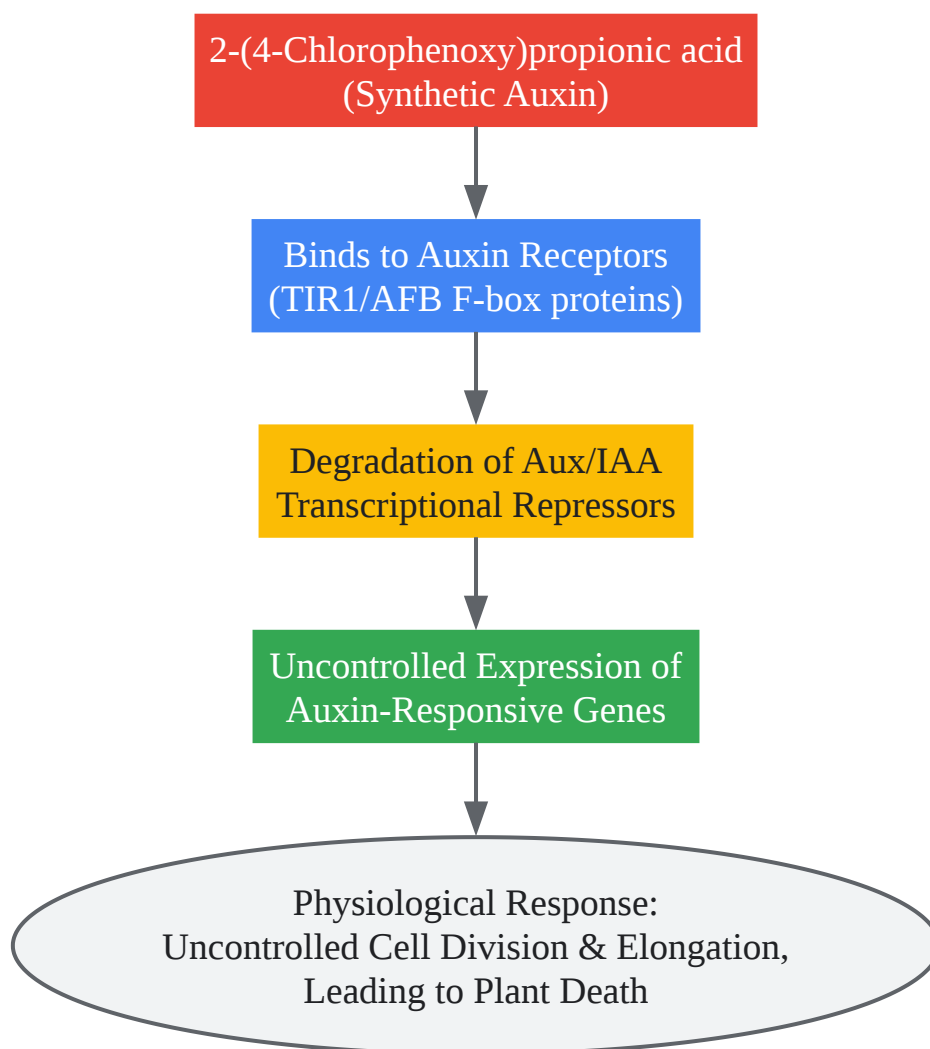 2-(4-Chlorophenoxy)propionic acid
(Synthetic Auxin)
Binds to Auxin Receptors
(TIR1/AFB F-box proteins)
Degradation of Aux/IAA
Transcriptional Repressors
Uncontrolled Expression of
Auxin-Responsive Genes
Physiological Response:
Uncontrolled Cell Division & Elongation,
Leading to Plant Death